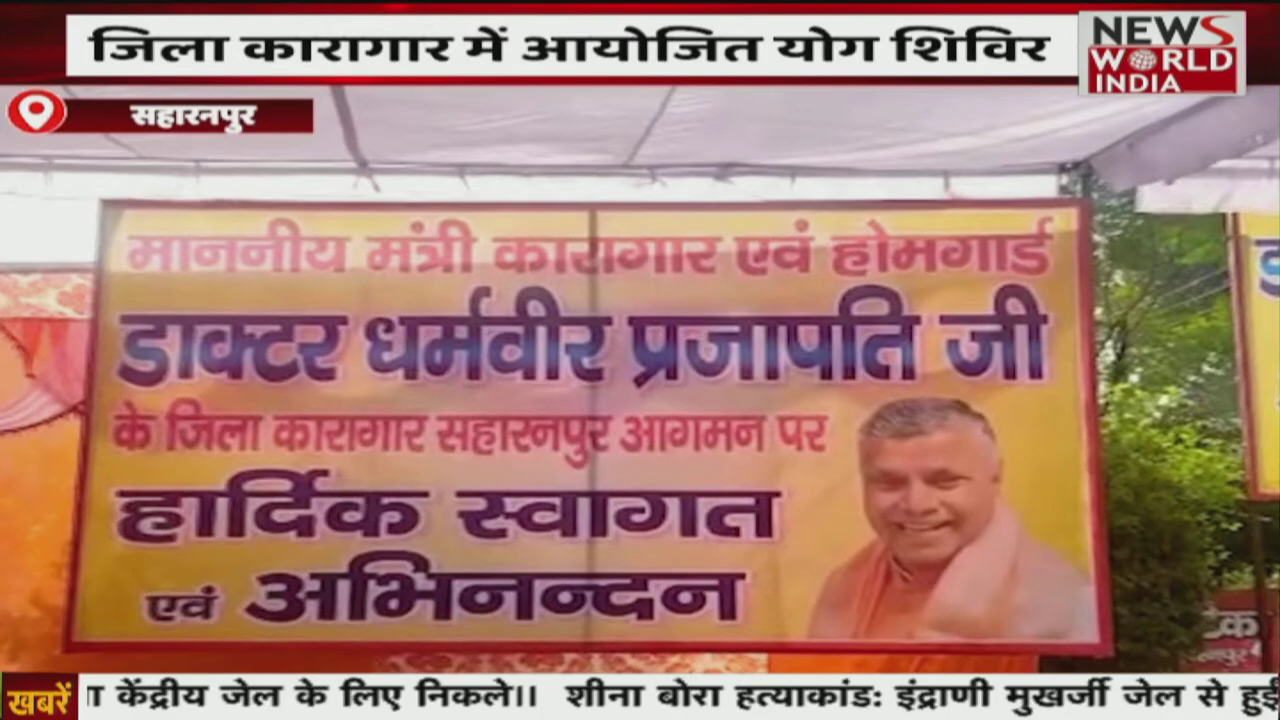 जिला कारागार में आयोजित योग शिविर
NEWS
WORLD
INDIA
सहारनपुर
माननीय मंत्री कारागार एवं होमगार्ड
डाक्टर धर्मवीर प्रजापति जी
के जिला कारागार सहारनपुर आगमन पर
हार्दिक स्वागत
एवं अभिनन्दन
खबरें
केंद्रीय जेल के लिए निकले।। शीना बोरा हत्याकांड: इंद्राणी मुखर्जी जेल से हुई